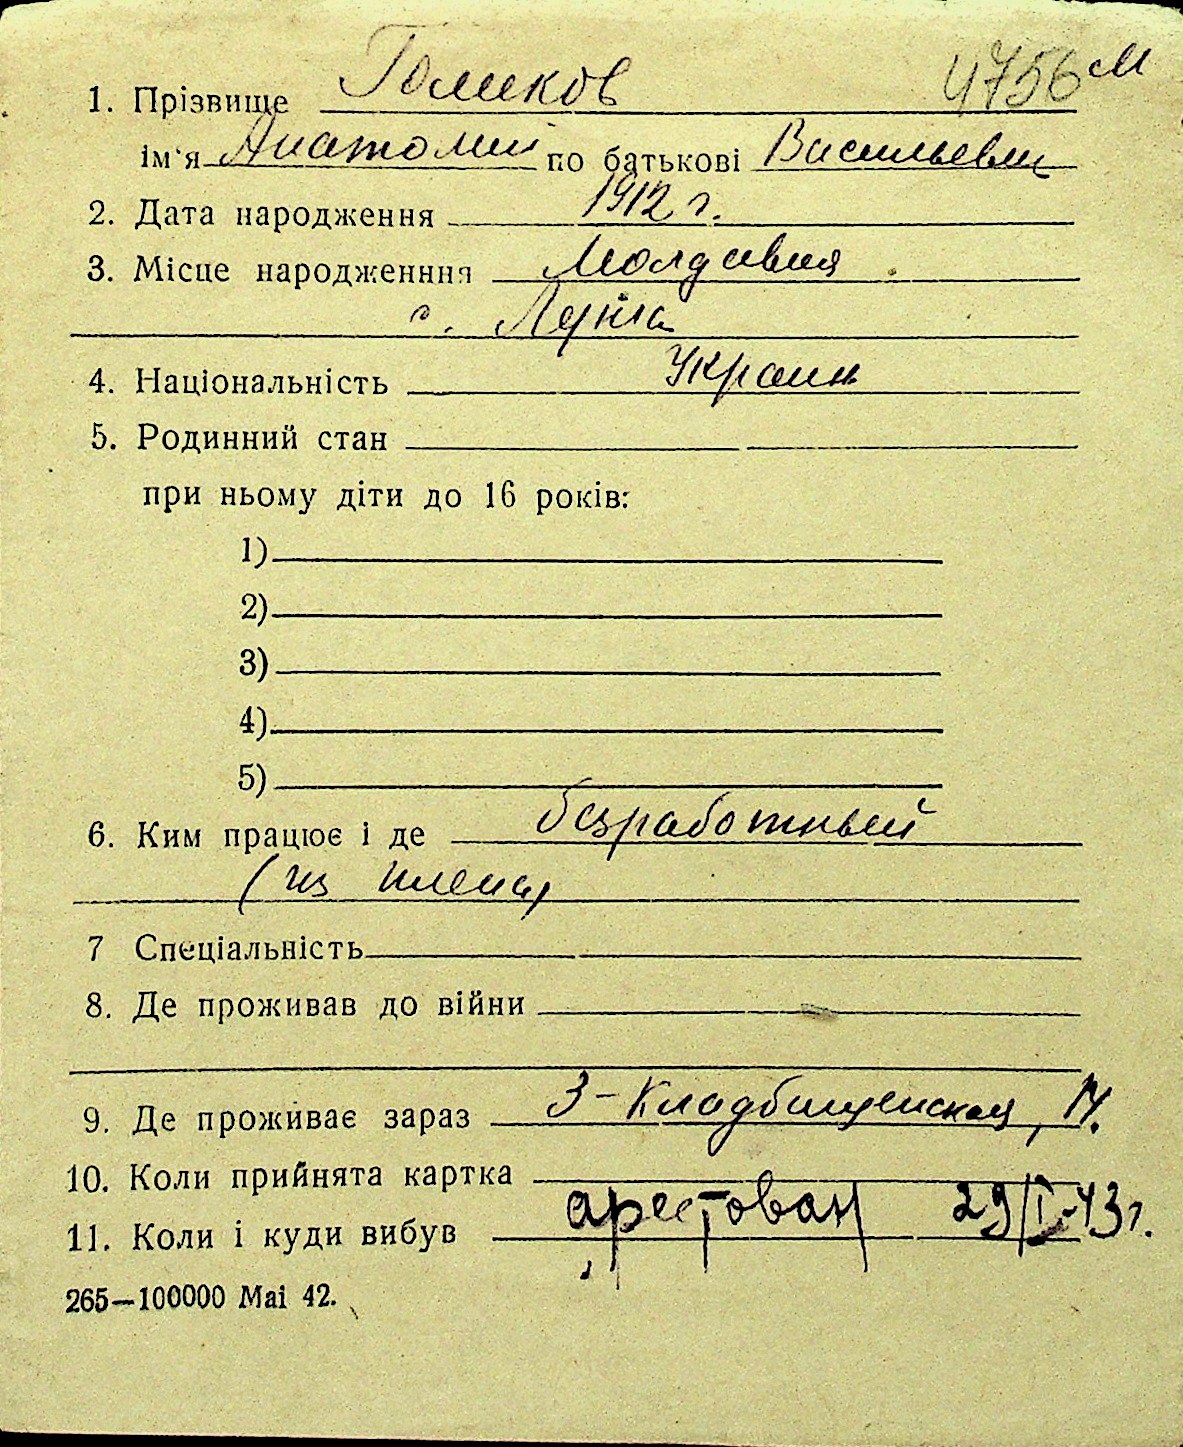 1. Прізвище Голиков 4756 м
ім'я Анатолий по батькові Васильевич
2. Дата народження 1912 г.
3. Місце народженння Молдавия
с. Лунга
4. Національність Украин
5. Родинний стан
при ньому діти до 16 років:
1)
2)
3)
4)
5)
6. Ким працює і де безработный
(из плена)
7 Спеціальність
8. Де проживав до війни
9. Де проживає зараз 3-Кладбищенская, 14.
10. Коли прийнята картка
11. Коли і куди вибув арестован 29/I-43 г.
265—100000 Маі 42.